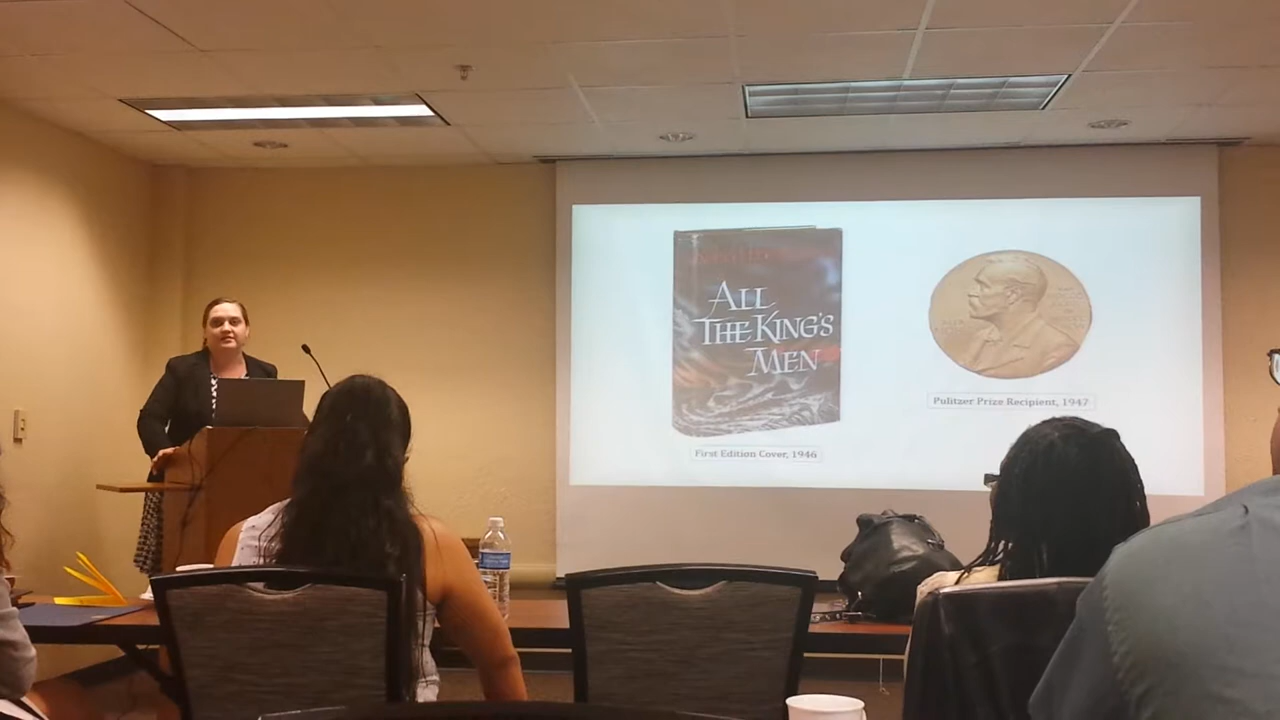 ALL
THE KING'S
MEN
First Edition Cover, 1946
Pulitzer Prize Recipient, 1947